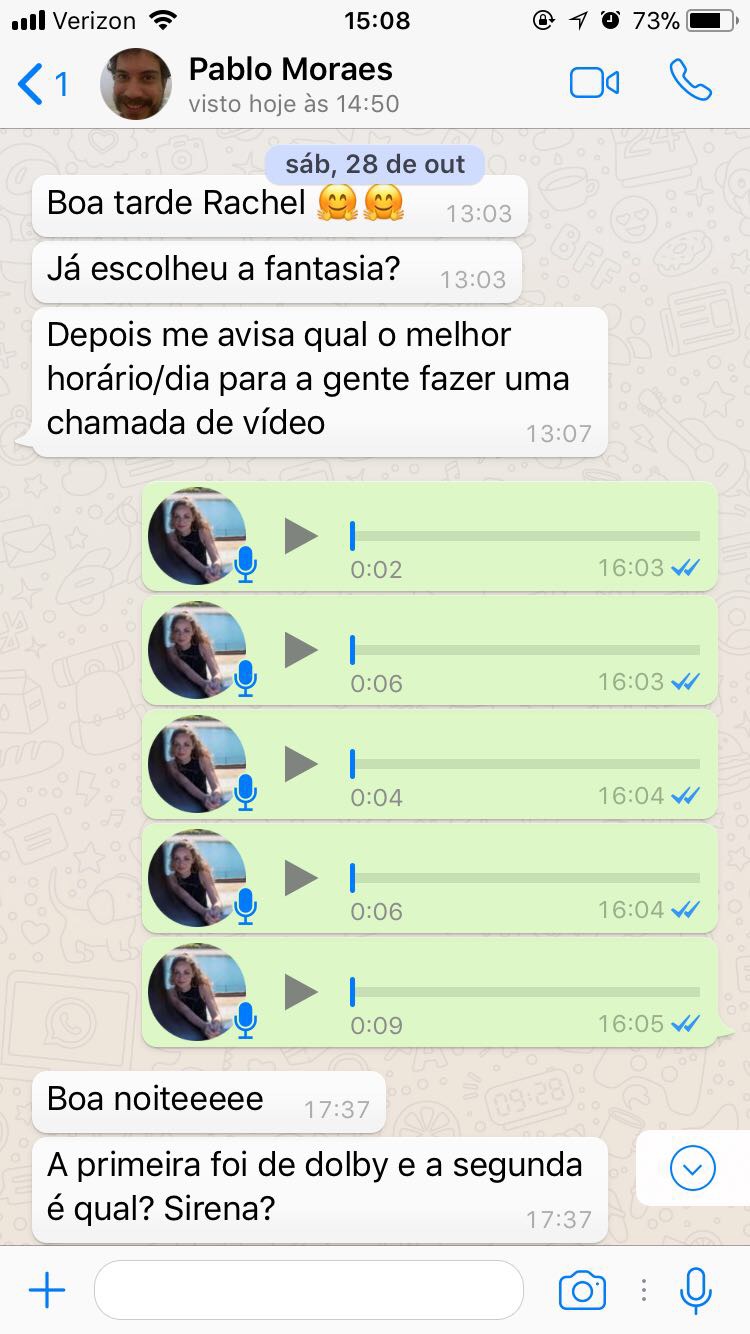 Verizon 15:08 73%
1 Pablo Moraes
visto hoje às 14:50
sáb, 28 de out
Boa tarde Rachel 🤗🤗 13:03
Já escolheu a fantasia? 13:03
Depois me avisa qual o melhor
horário/dia para a gente fazer uma
chamada de vídeo 13:07
0:02 16:03
0:06 16:03
0:04 16:04
0:06 16:04
0:09 16:05
Boa noiteeeee 17:37
A primeira foi de dolby e a segunda
é qual? Sirena? 17:37